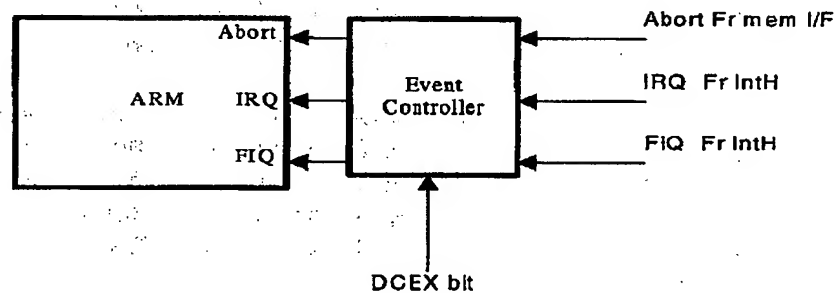 Abort Fr mem I/F
Abort
ARM
IRQ
Event
Controller
IRQ Fr IntH
FIQ
FIQ Fr IntH
DCEX bit